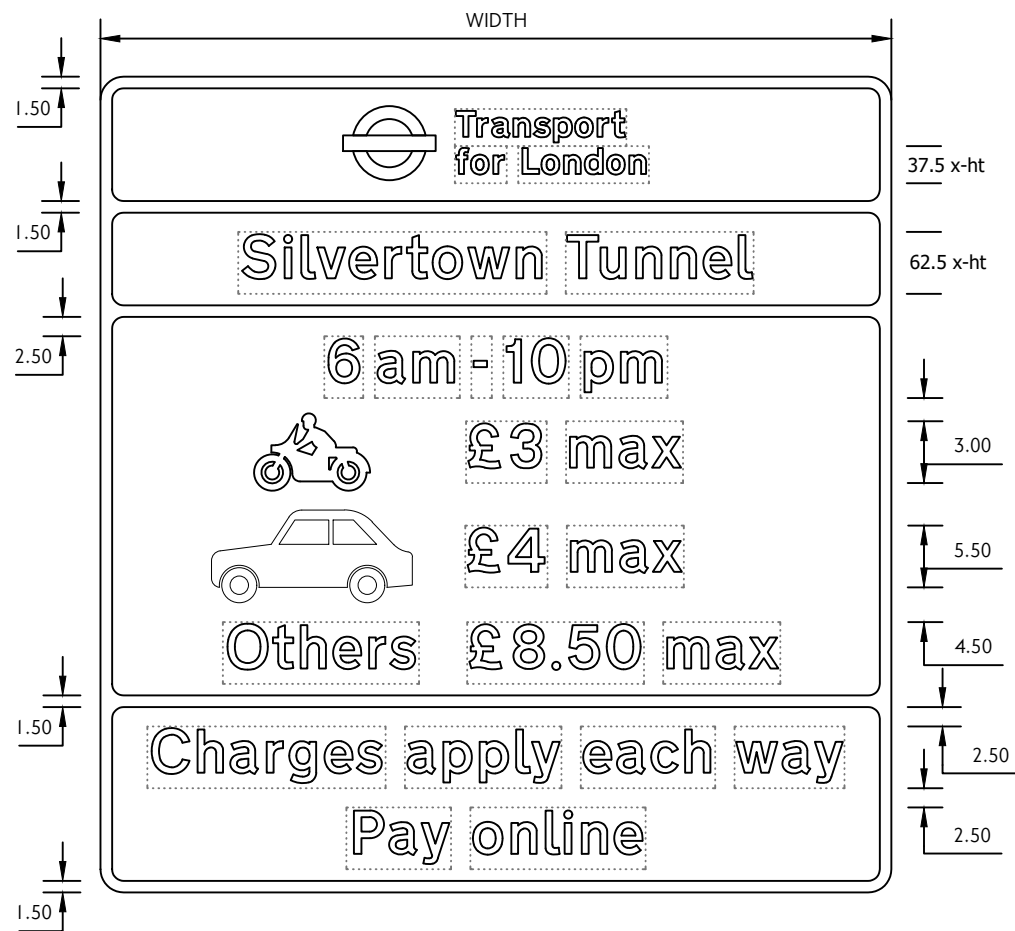 WIDTH
1.50
Transport
for London
37.5 x-ht
1.50
Silvertown Tunnel
62.5 x-ht
2.50
6 am - 10 pm
£3 max
3.00
£4 max
5.50
Others £8.50 max
4.50
1.50
Charges apply each way
2.50
Pay online
2.50
1.50